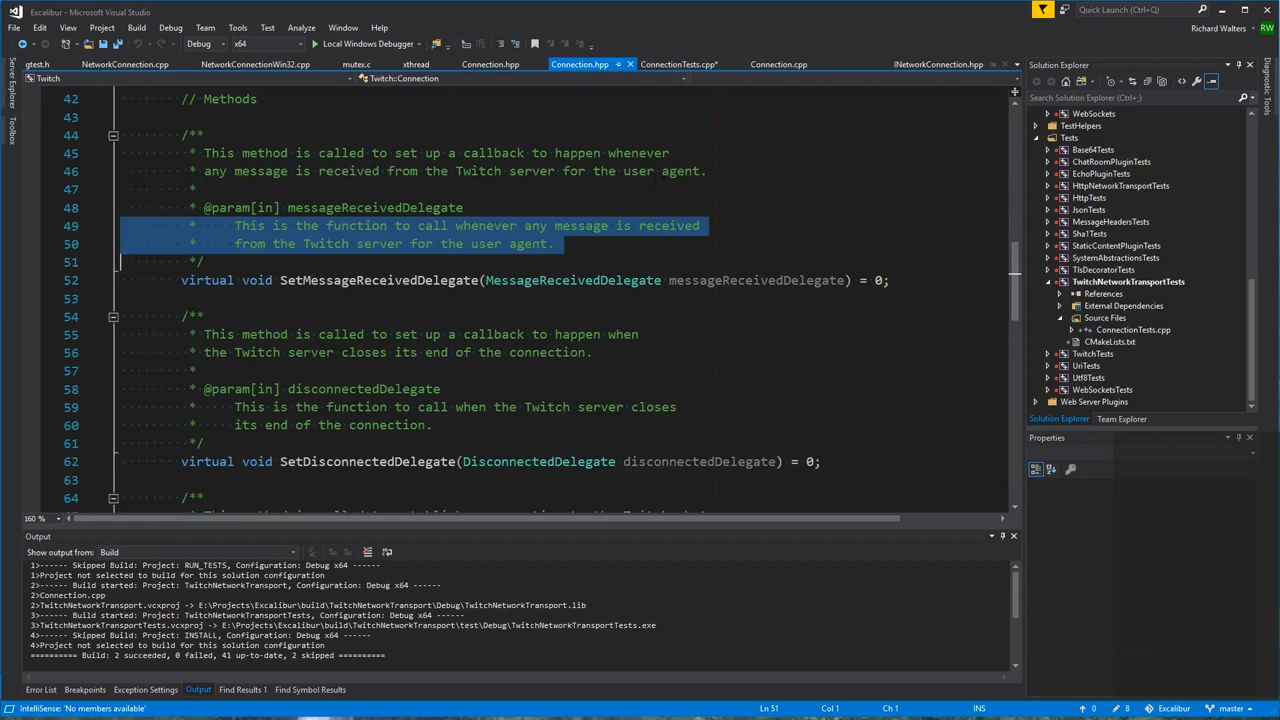 Excalibur - Microsoft Visual Studio
Quick Launch (Ctrl+Q)
File Edit View Project Build Debug Team Tools Test Analyze Window Help
Richard Walters
Debug x64 Local Windows Debugger
gtest.h NetworkConnection.cpp NetworkConnectionWin32.cpp mutex.c xthread Connection.hpp Connection.hpp ConnectionTests.cpp* Connection.cpp INetworkConnection.hpp
Twitch Twitch::Connection
Server Explorer
Toolbox
42 // Methods
43
44 /**
45 * This method is called to set up a callback to happen whenever
46 * any message is received from the Twitch server for the user agent.
47 *
48 * @param[in] messageReceivedDelegate
49 * This is the function to call whenever any message is received
50 * from the Twitch server for the user agent.
51 */
52 virtual void SetMessageReceivedDelegate(MessageReceivedDelegate messageReceivedDelegate) = 0;
53
54 /**
55 * This method is called to set up a callback to happen when
56 * the Twitch server closes its end of the connection.
57 *
58 * @param[in] disconnectedDelegate
59 * This is the function to call when the Twitch server closes
60 * its end of the connection.
61 */
62 virtual void SetDisconnectedDelegate(DisconnectedDelegate disconnectedDelegate) = 0;
63
64 /**
160 %
Solution Explorer
Search Solution Explorer (Ctrl+;)
WebSockets
TestHelpers
Tests
Base64Tests
ChatRoomPluginTests
EchoPluginTests
HttpNetworkTransportTests
HttpTests
JsonTests
MessageHeadersTests
Sha1Tests
StaticContentPluginTests
SystemAbstractionsTests
TlsDecoratorTests
TwitchNetworkTransportTests
References
External Dependencies
Source Files
ConnectionTests.cpp
CMakeLists.txt
TwitchTests
UriTests
Utf8Tests
WebSocketsTests
Web Server Plugins
Solution Explorer Team Explorer
Properties
Diagnostic Tools
Output
Show output from: Build
1>------ Skipped Build: Project: RUN_TESTS, Configuration: Debug x64 ------
1>Project not selected to build for this solution configuration
2>------ Build started: Project: TwitchNetworkTransport, Configuration: Debug x64 ------
2>Connection.cpp
2>TwitchNetworkTransport.vcxproj -> E:\Projects\Excalibur\build\TwitchNetworkTransport\Debug\TwitchNetworkTransport.lib
3>------ Build started: Project: TwitchNetworkTransportTests, Configuration: Debug x64 ------
3>TwitchNetworkTransportTests.vcxproj -> E:\Projects\Excalibur\build\TwitchNetworkTransport\test\Debug\TwitchNetworkTransportTests.exe
4>------ Skipped Build: Project: INSTALL, Configuration: Debug x64 ------
4>Project not selected to build for this solution configuration
========== Build: 2 succeeded, 0 failed, 41 up-to-date, 2 skipped ==========
Error List Breakpoints Exception Settings Output Find Results 1 Find Symbol Results
IntelliSense: 'No members available' Ln 51 Col 1 Ch 1 INS 0 8 Excalibur master